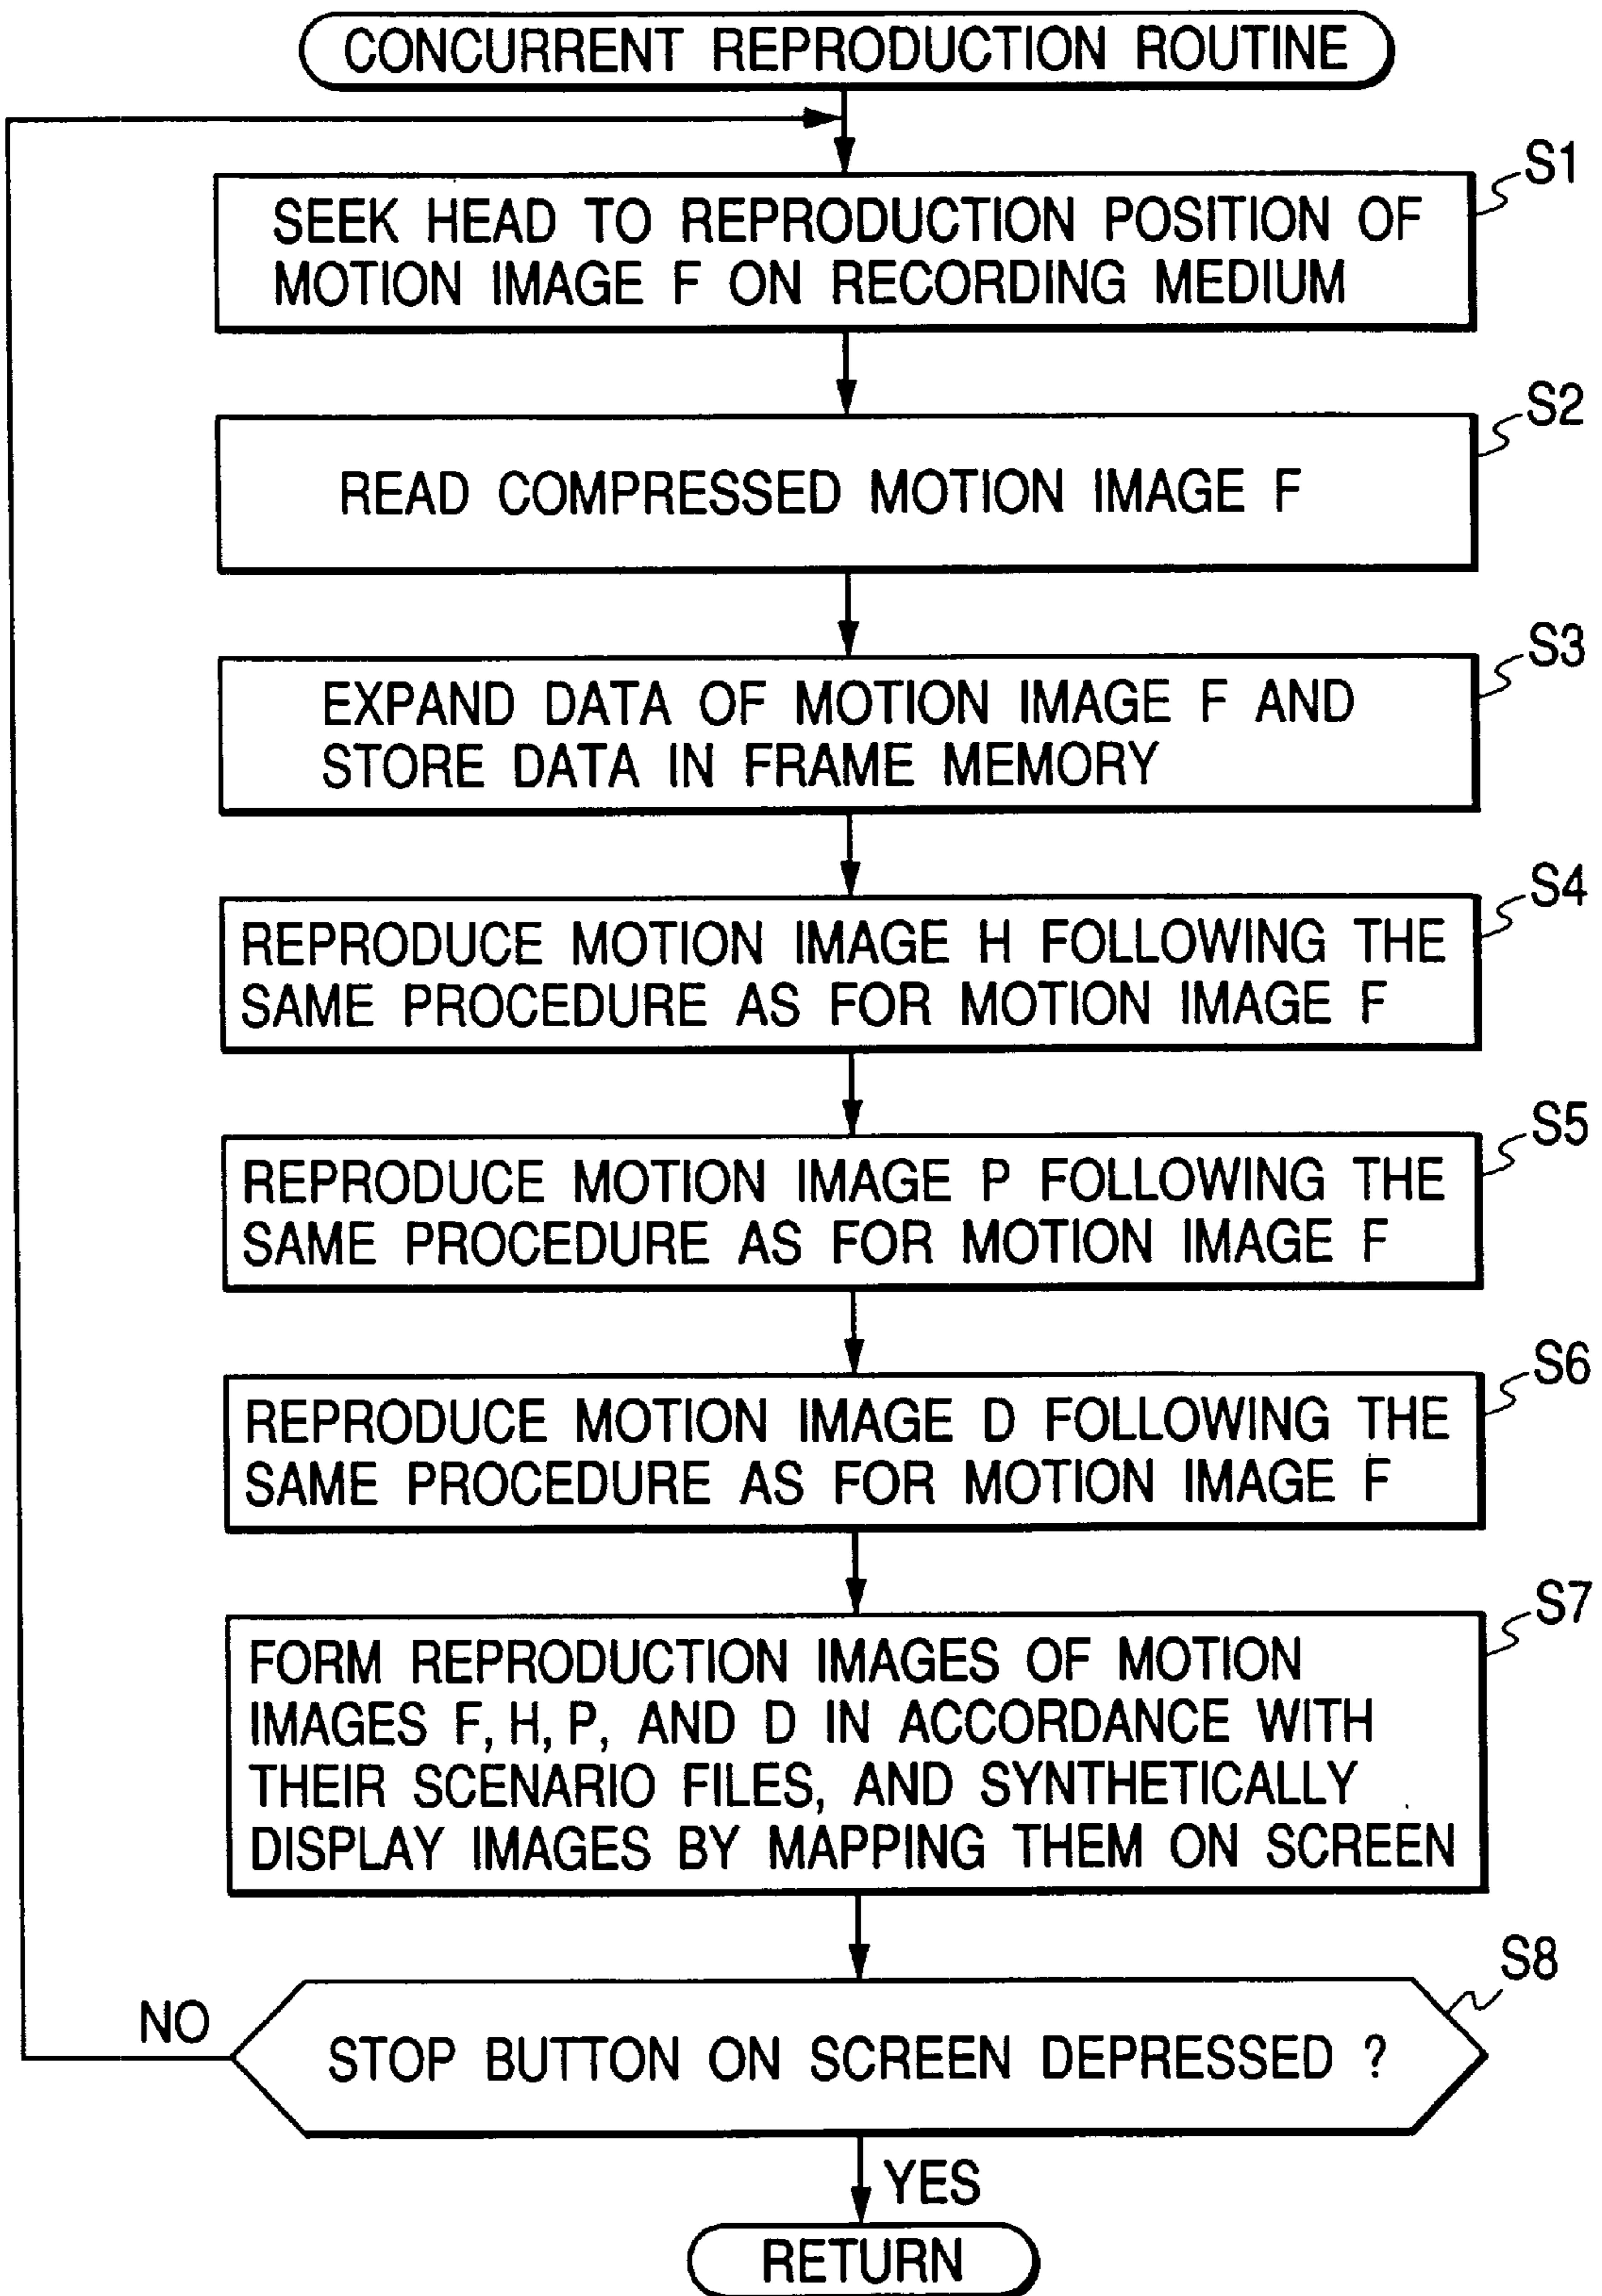 CONCURRENT REPRODUCTION ROUTINE
S1
SEEK HEAD TO REPRODUCTION POSITION OF
MOTION IMAGE F ON RECORDING MEDIUM
S2
READ COMPRESSED MOTION IMAGE F
S3
EXPAND DATA OF MOTION IMAGE F AND
STORE DATA IN FRAME MEMORY
S4
REPRODUCE MOTION IMAGE H FOLLOWING THE
SAME PROCEDURE AS FOR MOTION IMAGE F
S5
REPRODUCE MOTION IMAGE P FOLLOWING THE
SAME PROCEDURE AS FOR MOTION IMAGE F
S6
REPRODUCE MOTION IMAGE D FOLLOWING THE
SAME PROCEDURE AS FOR MOTION IMAGE F
S7
FORM REPRODUCTION IMAGES OF MOTION
IMAGES F, H, P, AND D IN ACCORDANCE WITH
THEIR SCENARIO FILES, AND SYNTHETICALLY
DISPLAY IMAGES BY MAPPING THEM ON SCREEN
S8
NO
STOP BUTTON ON SCREEN DEPRESSED ?
YES
RETURN